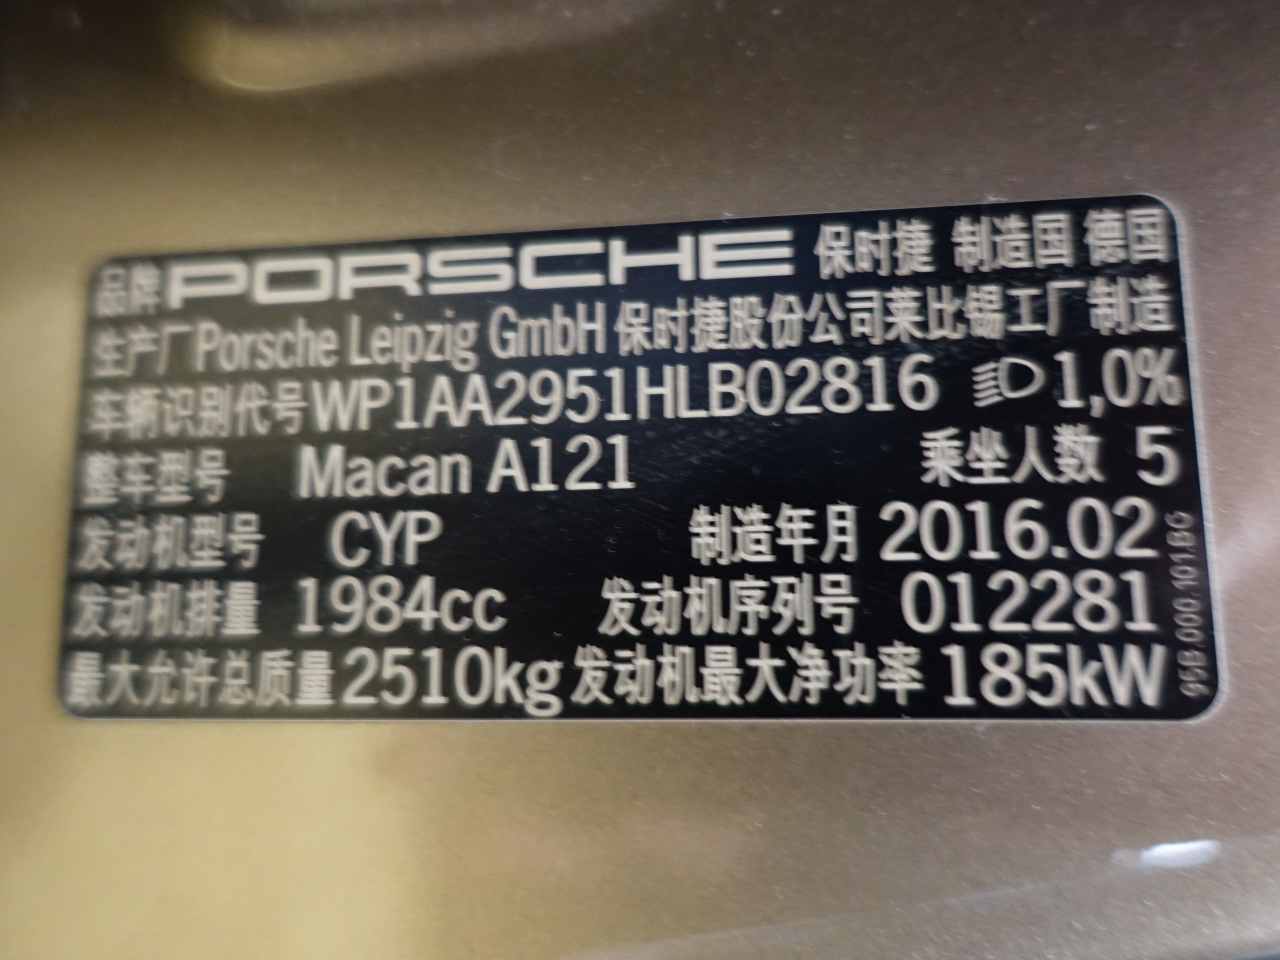 品牌 PORSCHE 保时捷 制造国 德国
生产厂 Porsche Leipzig GmbH 保时捷股份公司莱比锡工厂制造
车辆识别代号 WP1AA2951HLB02816 1,0%
整车型号 Macan A121 乘坐人数 5
发动机型号 CYP 制造年月 2016.02
发动机排量 1984cc 发动机序列号 012281
最大允许总质量 2510kg 发动机最大净功率 185kW
95B.000.101.BG